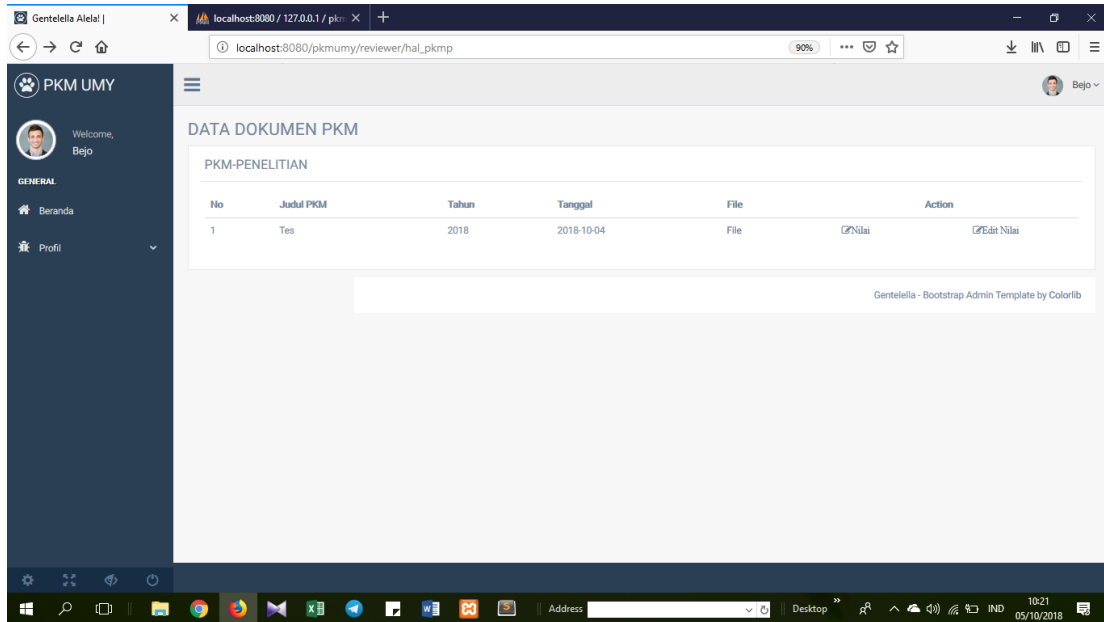 Gentelella Alela! |
localhost:8080 / 127.0.0.1 / pkm
localhost:8080/pkmumy/reviewer/hal_pkmp
90%
PKM UMY
Bejo
Welcome,
Bejo
GENERAL
Beranda
Profil
DATA DOKUMEN PKM
PKM-PENELITIAN
No Judul PKM Tahun Tanggal File Action
1 Tes 2018 2018-10-04 File Nilai Edit Nilai
Gentelella - Bootstrap Admin Template by Colorlib
Address Desktop IND 10:21
05/10/2018